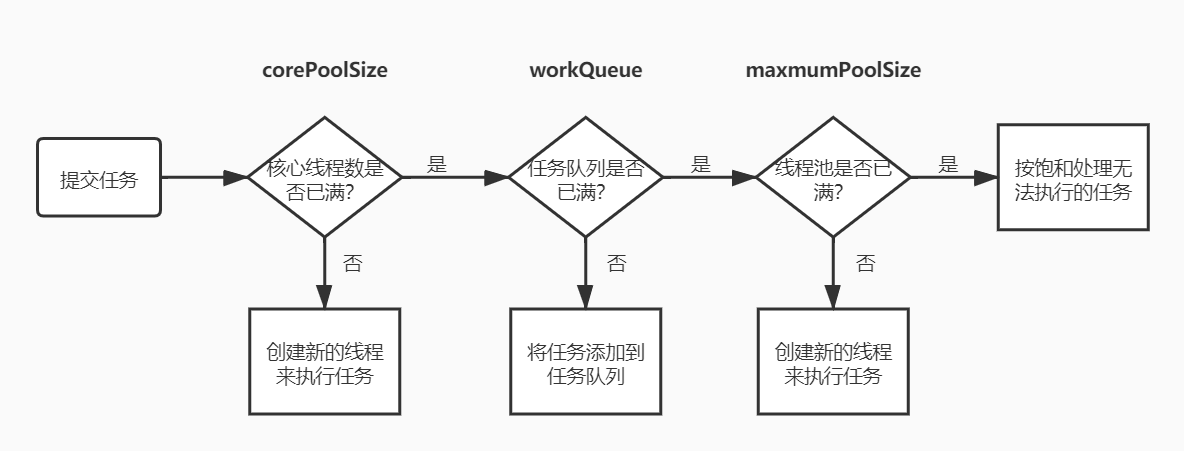 corePoolSize
workQueue
maxmumPoolSize
提交任务
核心线程数是
否已满？
是
任务队列是否
已满？
是
线程池是否已
满？
是
按饱和处理无
法执行的任务
否
否
否
创建新的线程
来执行任务
将任务添加到
任务队列
创建新的线程
来执行任务